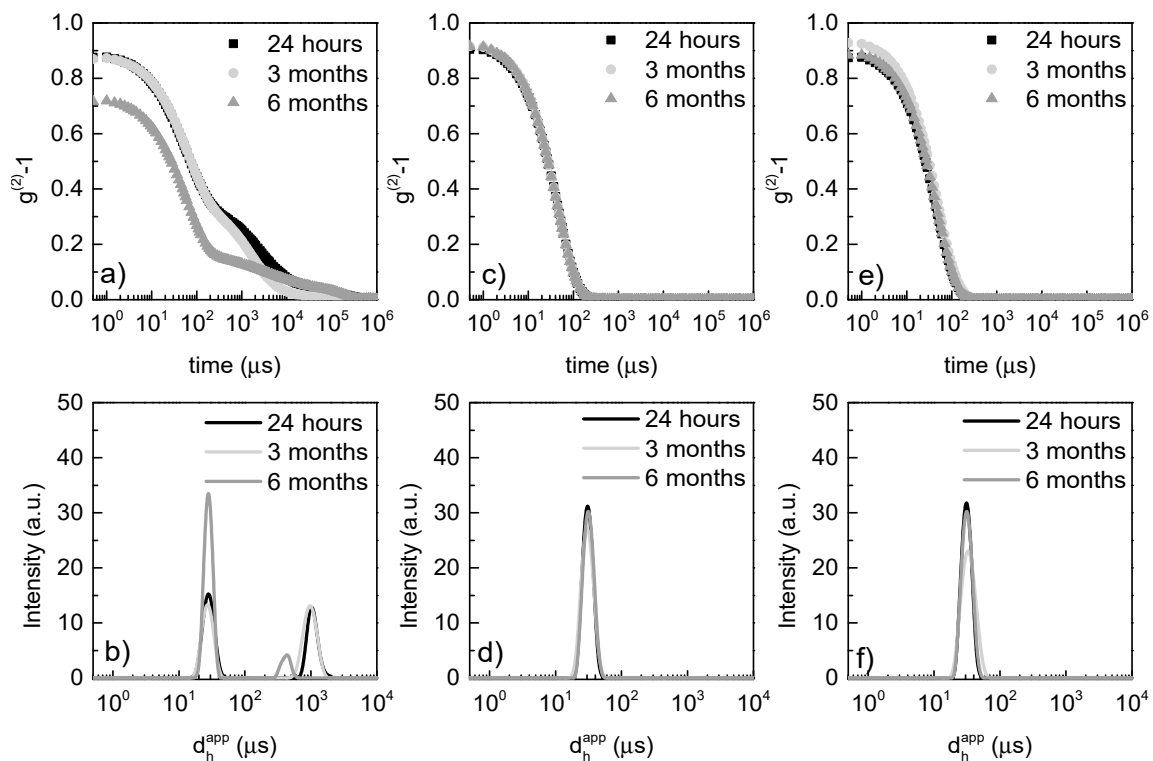 1.0
0.8
0.6
0.4
0.2
0.0
g(2)-1
24 hours
3 months
6 months
a)
10^0 10^1 10^2 10^3 10^4 10^5 10^6
time (μs)
1.0
0.8
0.6
0.4
0.2
0.0
g(2)-1
24 hours
3 months
6 months
c)
10^0 10^1 10^2 10^3 10^4 10^5 10^6
time (μs)
1.0
0.8
0.6
0.4
0.2
0.0
g(2)-1
24 hours
3 months
6 months
e)
10^0 10^1 10^2 10^3 10^4 10^5 10^6
time (μs)
50
40
30
20
10
0
Intensity (a.u.)
24 hours
3 months
6 months
b)
10^0 10^1 10^2 10^3 10^4
d_h^app (μs)
50
40
30
20
10
0
Intensity (a.u.)
24 hours
3 months
6 months
d)
10^0 10^1 10^2 10^3 10^4
d_h^app (μs)
50
40
30
20
10
0
Intensity (a.u.)
24 hours
3 months
6 months
f)
10^0 10^1 10^2 10^3 10^4
d_h^app (μs)